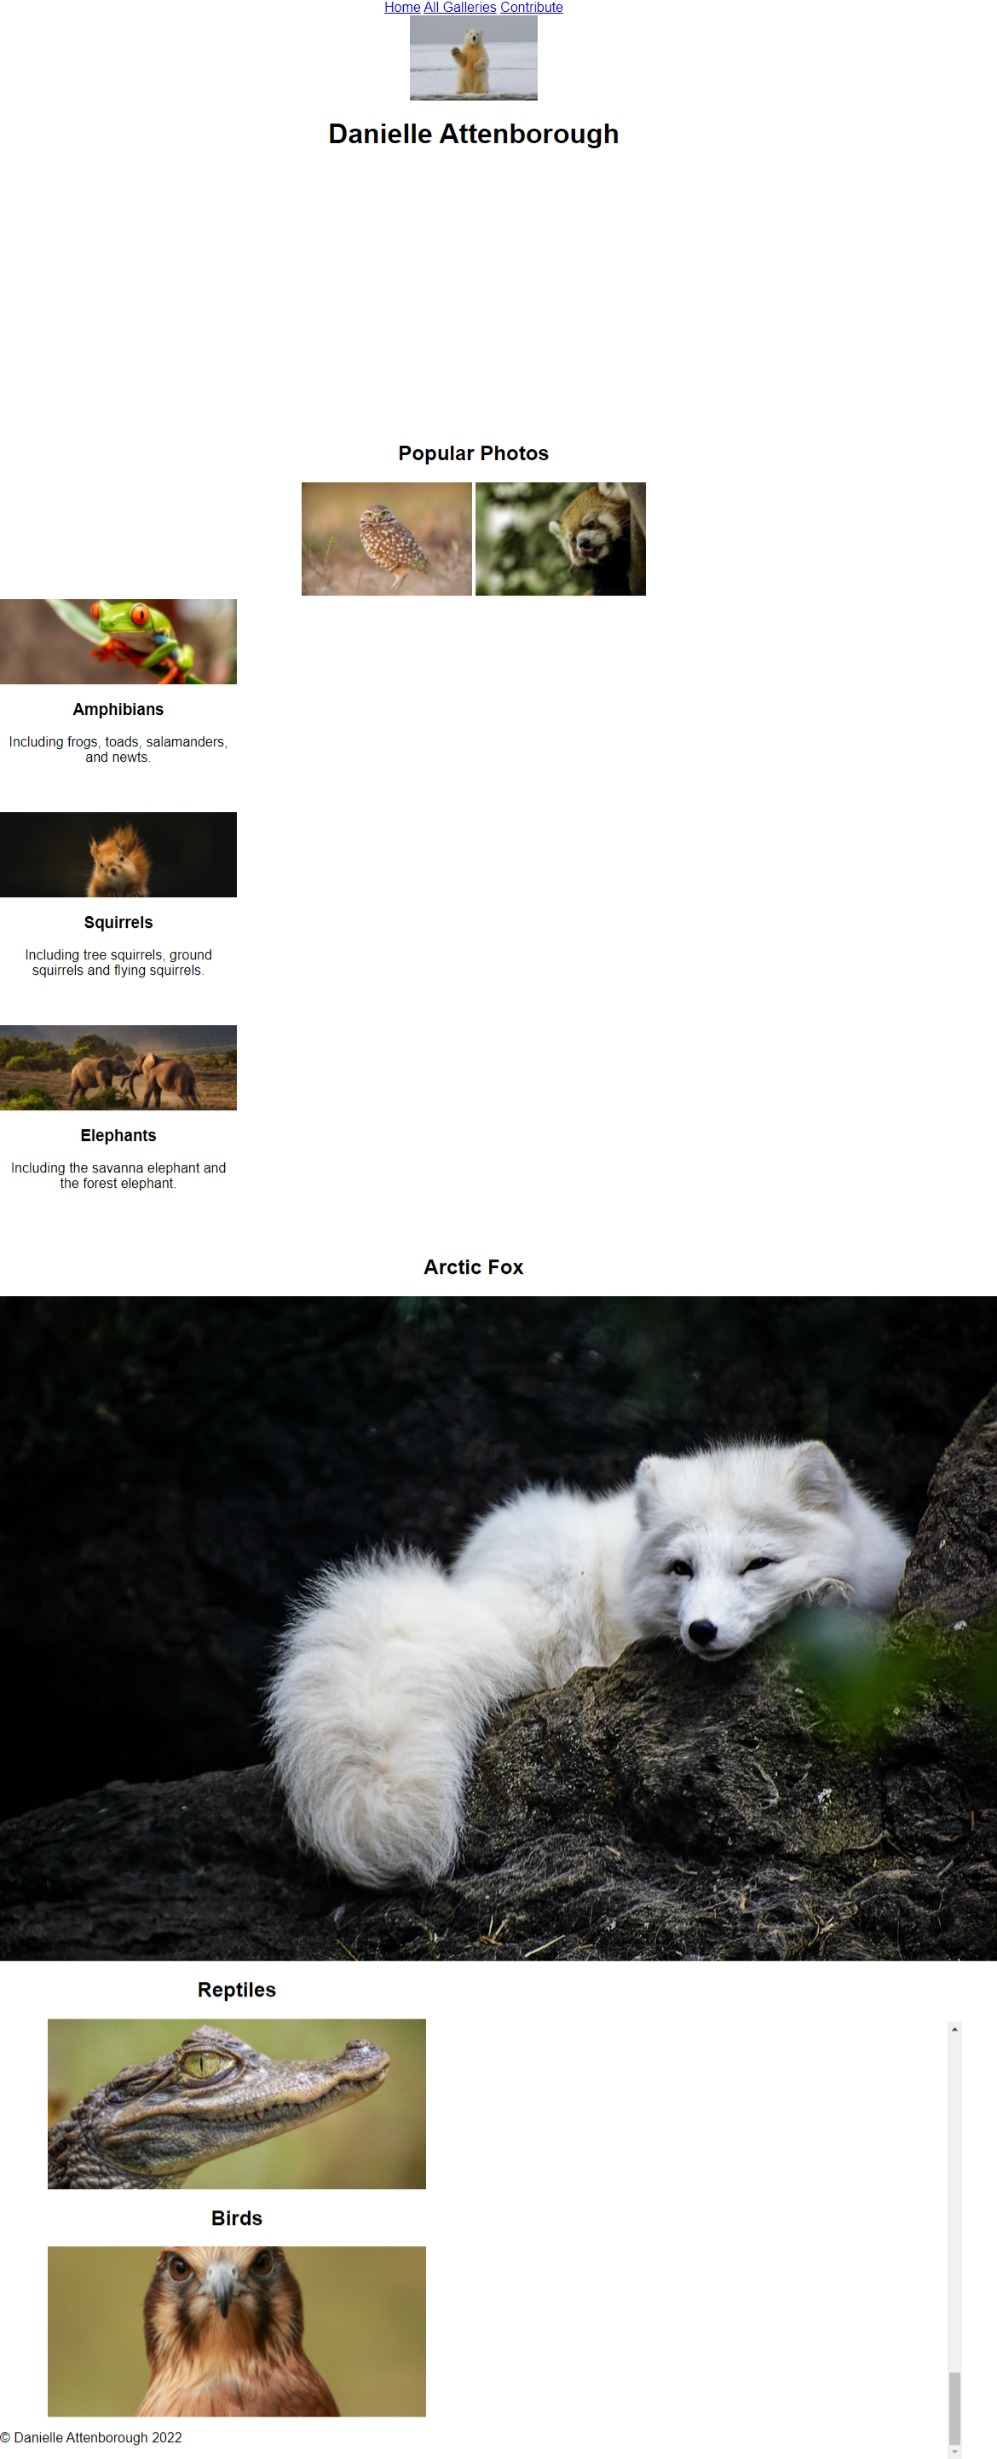 Home All Galleries Contribute
Danielle Attenborough
Popular Photos
Amphibians
Including frogs, toads, salamanders,
and newts.
Squirrels
Including tree squirrels, ground
squirrels and flying squirrels.
Elephants
Including the savanna elephant and
the forest elephant.
Arctic Fox
Reptiles
Birds
© Danielle Attenborough 2022